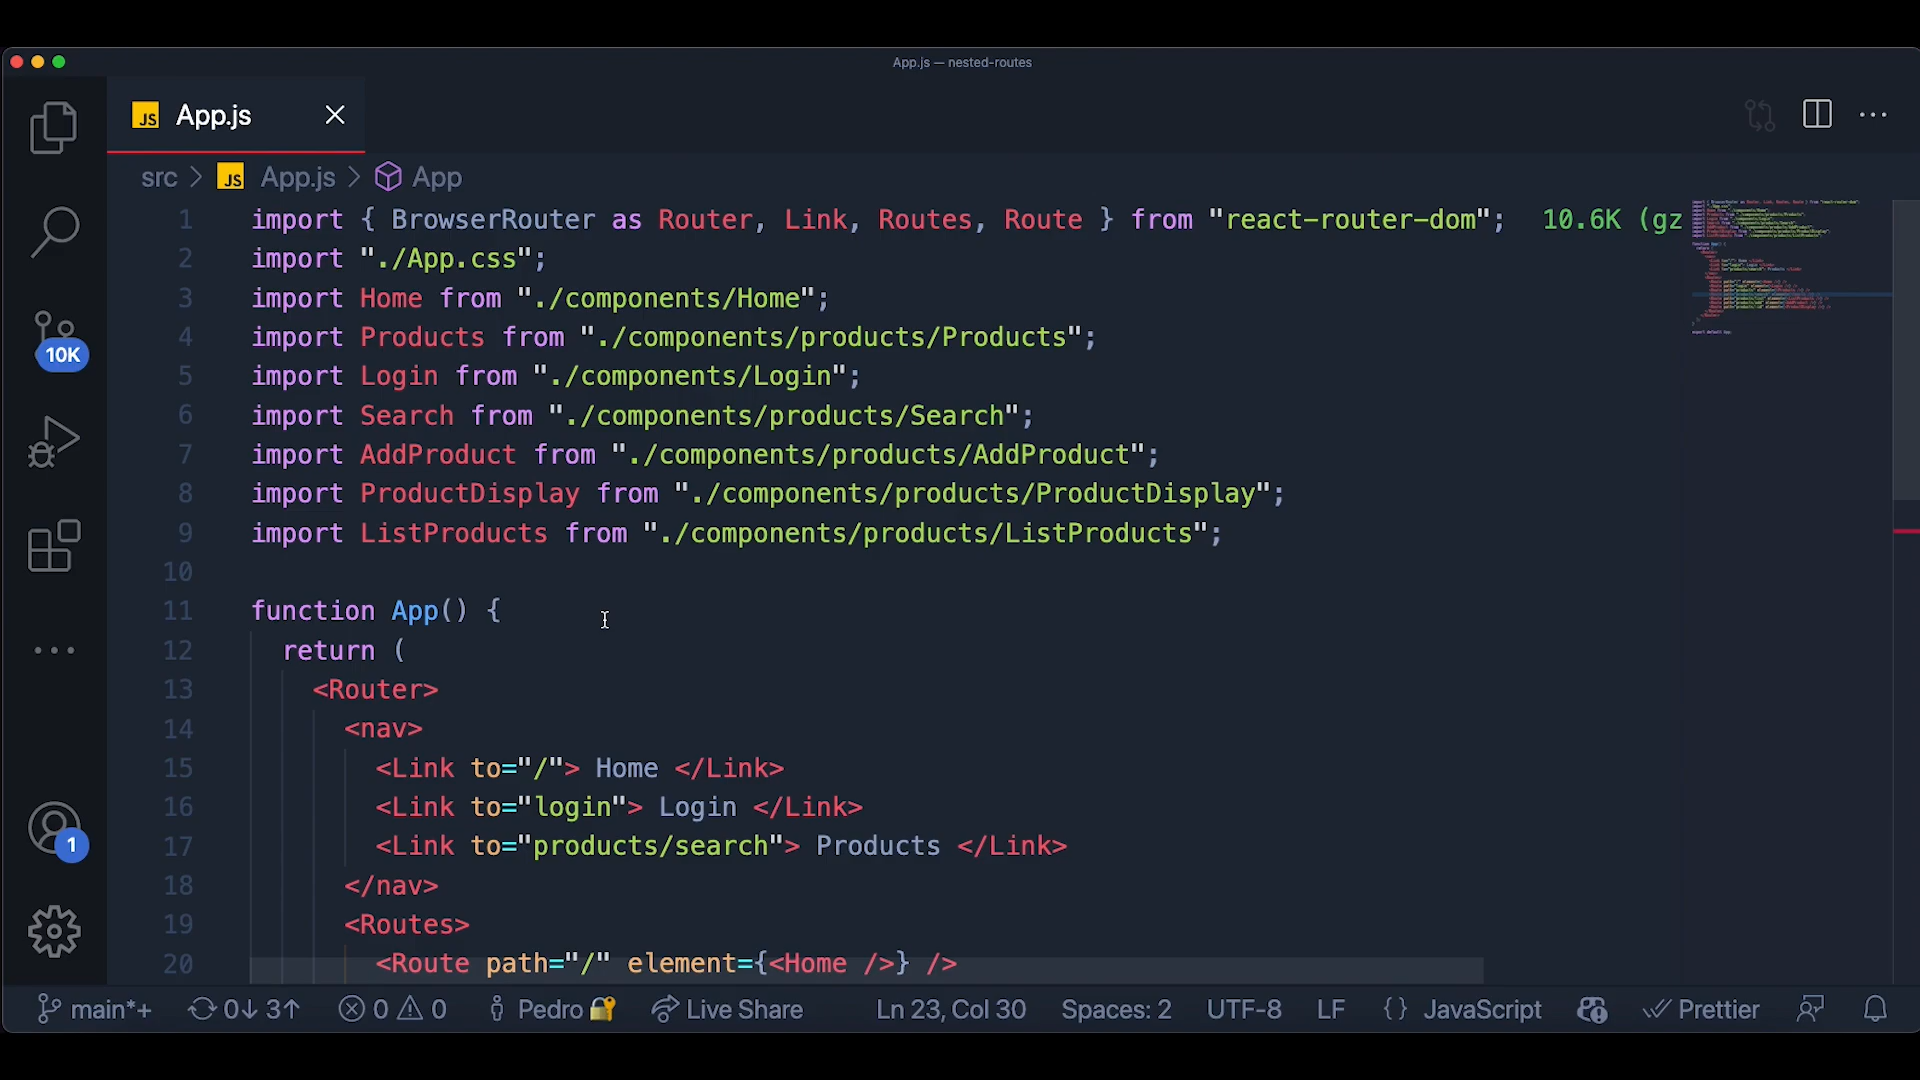 App.js — nested-routes
JS App.js
src > JS App.js > App
1 import { BrowserRouter as Router, Link, Routes, Route } from "react-router-dom"; 10.6K (gz
2 import "./App.css";
3 import Home from "./components/Home";
4 import Products from "./components/products/Products";
5 import Login from "./components/Login";
6 import Search from "./components/products/Search";
7 import AddProduct from "./components/products/AddProduct";
8 import ProductDisplay from "./components/products/ProductDisplay";
9 import ListProducts from "./components/products/ListProducts";
10
11 function App() {
12 return (
13 <Router>
14 <nav>
15 <Link to="/"> Home </Link>
16 <Link to="login"> Login </Link>
17 <Link to="products/search"> Products </Link>
18 </nav>
19 <Routes>
20 <Route path="/" element={<Home />} />
10K
1
main*+ 0↓ 3↑ 0 0 Pedro Live Share Ln 23, Col 30 Spaces: 2 UTF-8 LF {} JavaScript Prettier